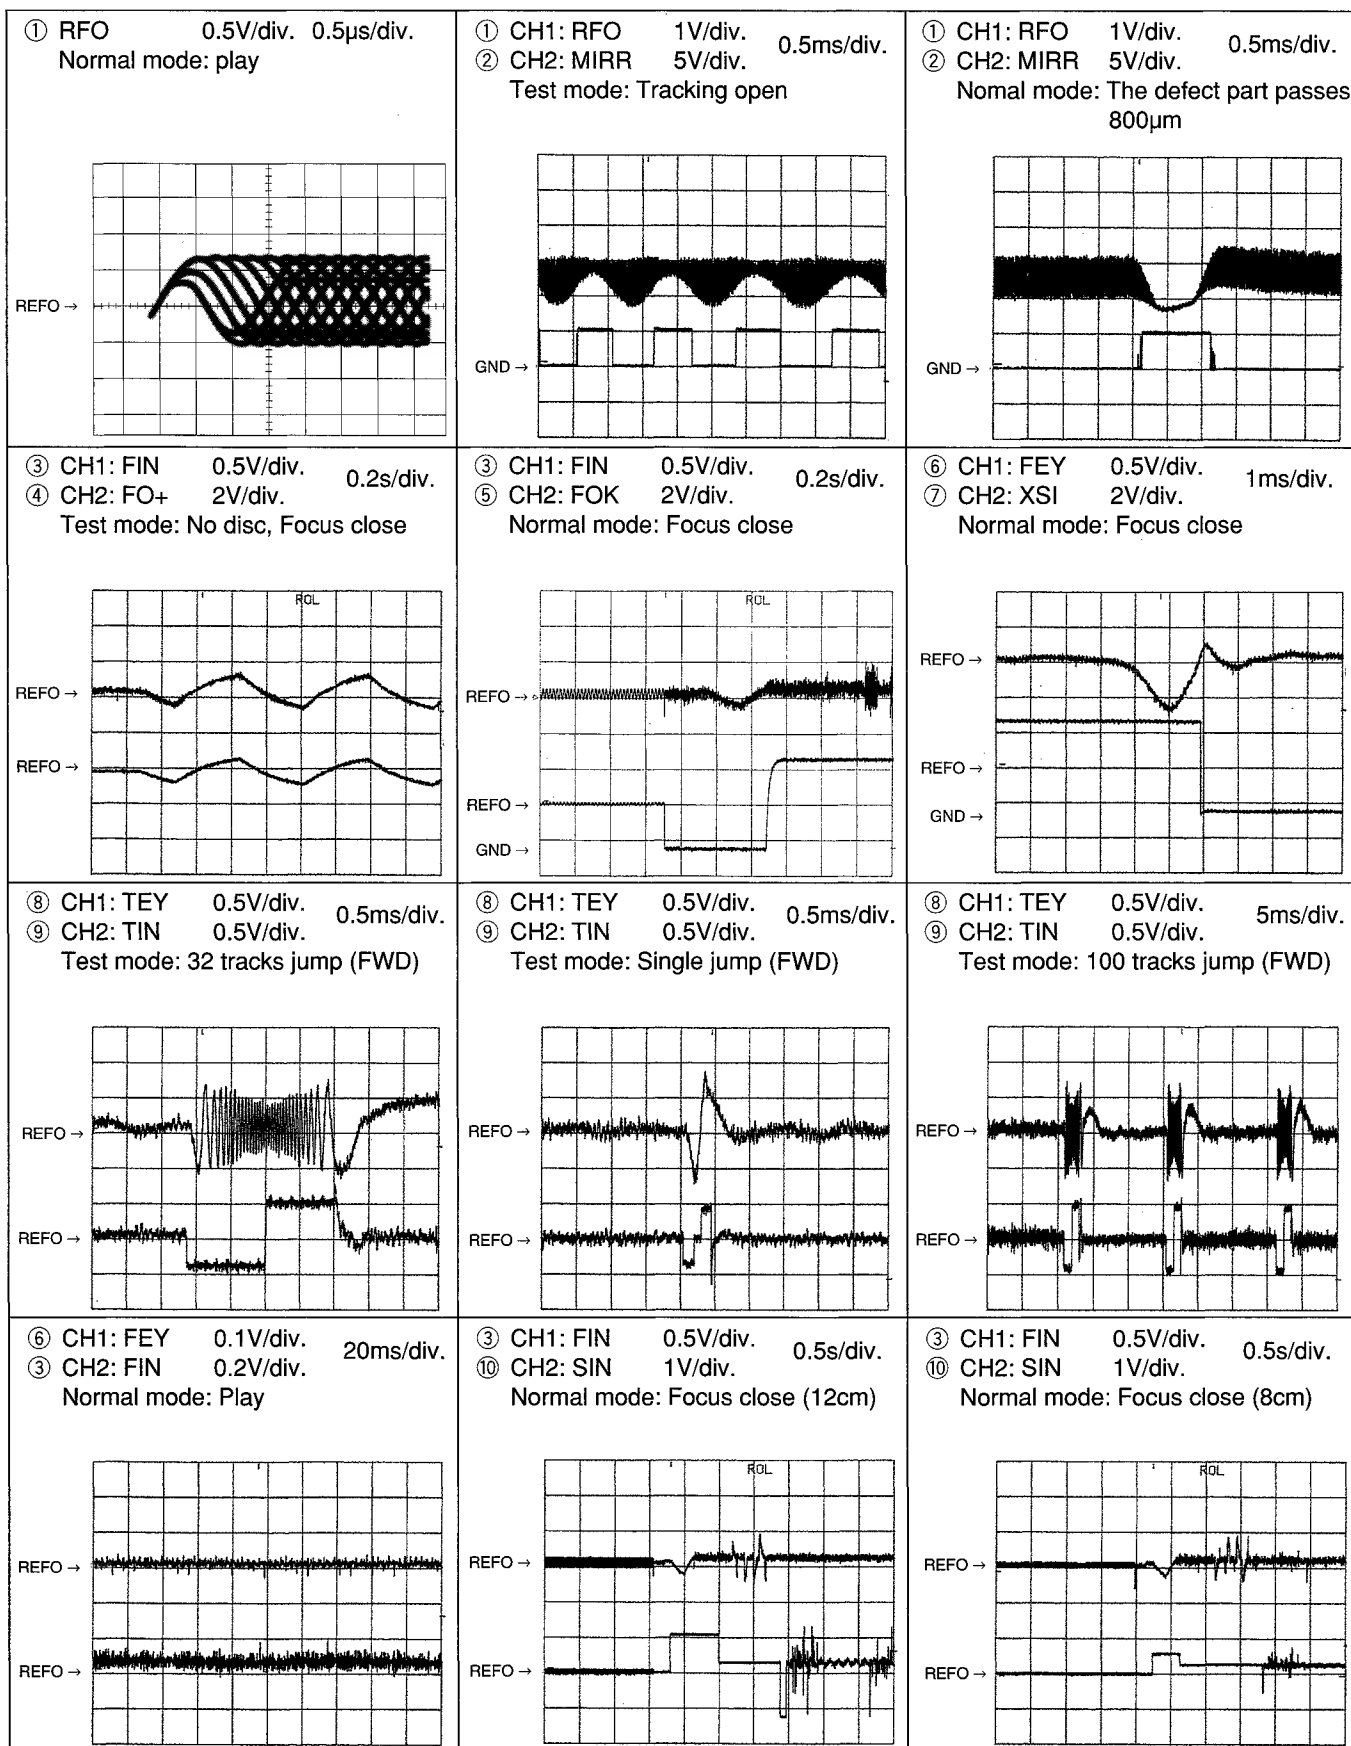 ① RFO 0.5V/div. 0.5µs/div.
Normal mode: play
REFO →
① CH1: RFO 1V/div. 0.5ms/div.
② CH2: MIRR 5V/div.
Test mode: Tracking open
GND →
① CH1: RFO 1V/div. 0.5ms/div.
② CH2: MIRR 5V/div.
Nomal mode: The defect part passes
800µm
GND →
③ CH1: FIN 0.5V/div. 0.2s/div.
④ CH2: FO+ 2V/div.
Test mode: No disc, Focus close
ROL
REFO →
REFO →
③ CH1: FIN 0.5V/div. 0.2s/div.
⑤ CH2: FOK 2V/div.
Normal mode: Focus close
ROL
REFO →
REFO →
GND →
⑥ CH1: FEY 0.5V/div. 1ms/div.
⑦ CH2: XSI 2V/div.
Normal mode: Focus close
REFO →
REFO →
GND →
⑧ CH1: TEY 0.5V/div. 0.5ms/div.
⑨ CH2: TIN 0.5V/div.
Test mode: 32 tracks jump (FWD)
REFO →
REFO →
⑧ CH1: TEY 0.5V/div. 0.5ms/div.
⑨ CH2: TIN 0.5V/div.
Test mode: Single jump (FWD)
REFO →
REFO →
⑧ CH1: TEY 0.5V/div. 5ms/div.
⑨ CH2: TIN 0.5V/div.
Test mode: 100 tracks jump (FWD)
REFO →
REFO →
⑥ CH1: FEY 0.1V/div. 20ms/div.
③ CH2: FIN 0.2V/div.
Normal mode: Play
REFO →
REFO →
③ CH1: FIN 0.5V/div. 0.5s/div.
⑩ CH2: SIN 1V/div.
Normal mode: Focus close (12cm)
ROL
REFO →
REFO →
③ CH1: FIN 0.5V/div. 0.5s/div.
⑩ CH2: SIN 1V/div.
Normal mode: Focus close (8cm)
ROL
REFO →
REFO →